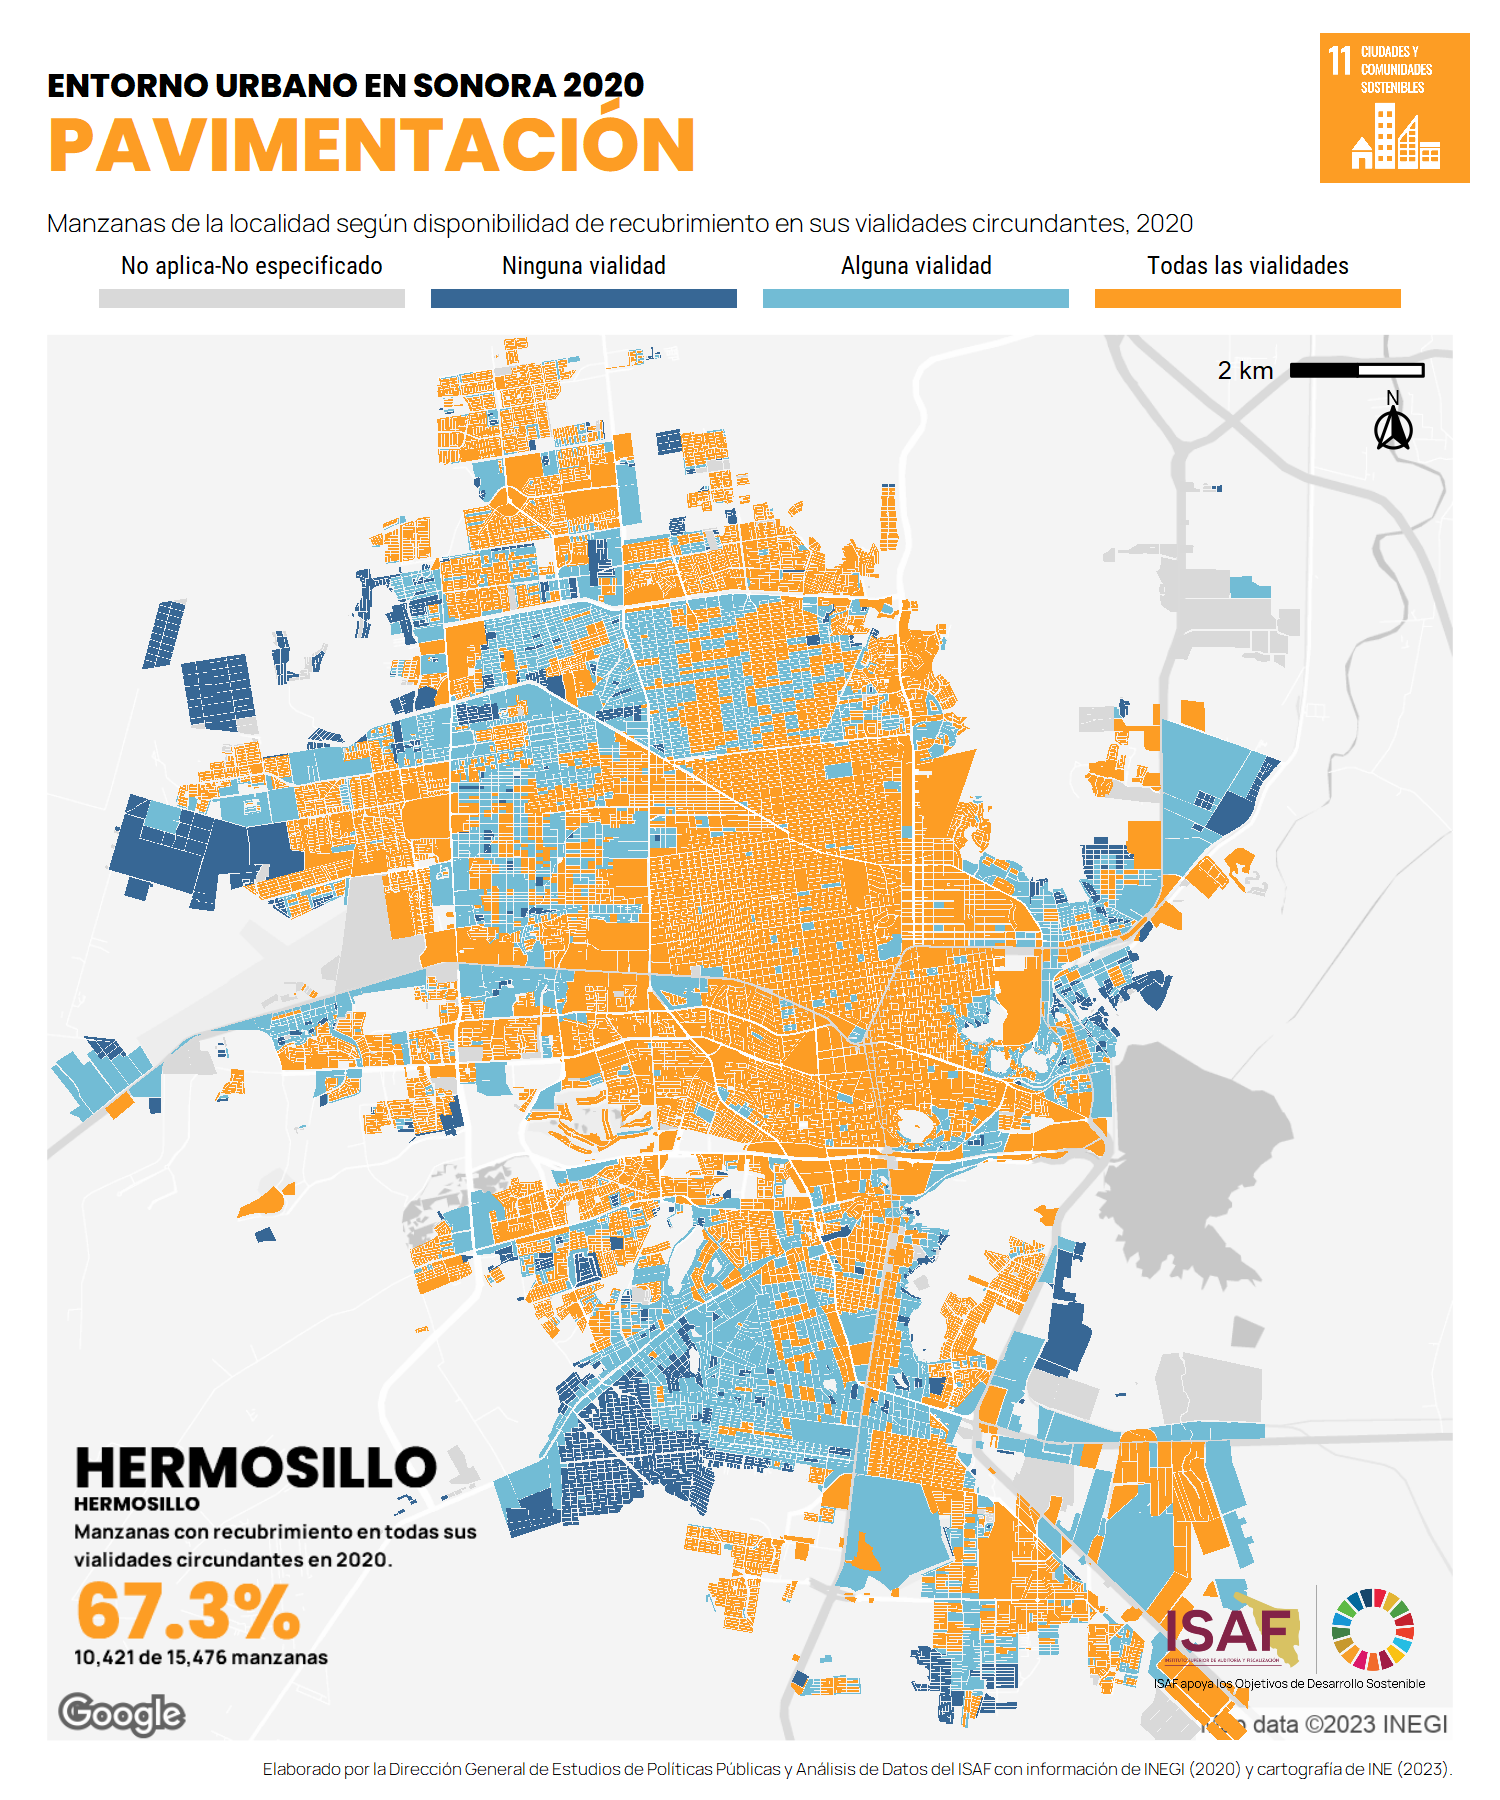 ENTORNO URBANO EN SONORA 2020
PAVIMENTACIÓN
11 CIUDADES Y
COMUNIDADES
SOSTENIBLES
Manzanas de la localidad según disponibilidad de recubrimiento en sus vialidades circundantes, 2020
No aplica-No especificado
Ninguna vialidad
Alguna vialidad
Todas las vialidades
2 km
N
HERMOSILLO
HERMOSILLO
Manzanas con recubrimiento en todas sus
vialidades circundantes en 2020.
67.3%
10,421 de 15,476 manzanas
ISAF
INSTITUTO SUPERIOR DE AUDITORÍA Y FISCALIZACIÓN
ISAF apoya los Objetivos de Desarrollo Sostenible
Google
data ©2023 INEGI
Elaborado por la Dirección General de Estudios de Políticas Públicas y Análisis de Datos del ISAF con información de INEGI (2020) y cartografía de INE (2023).